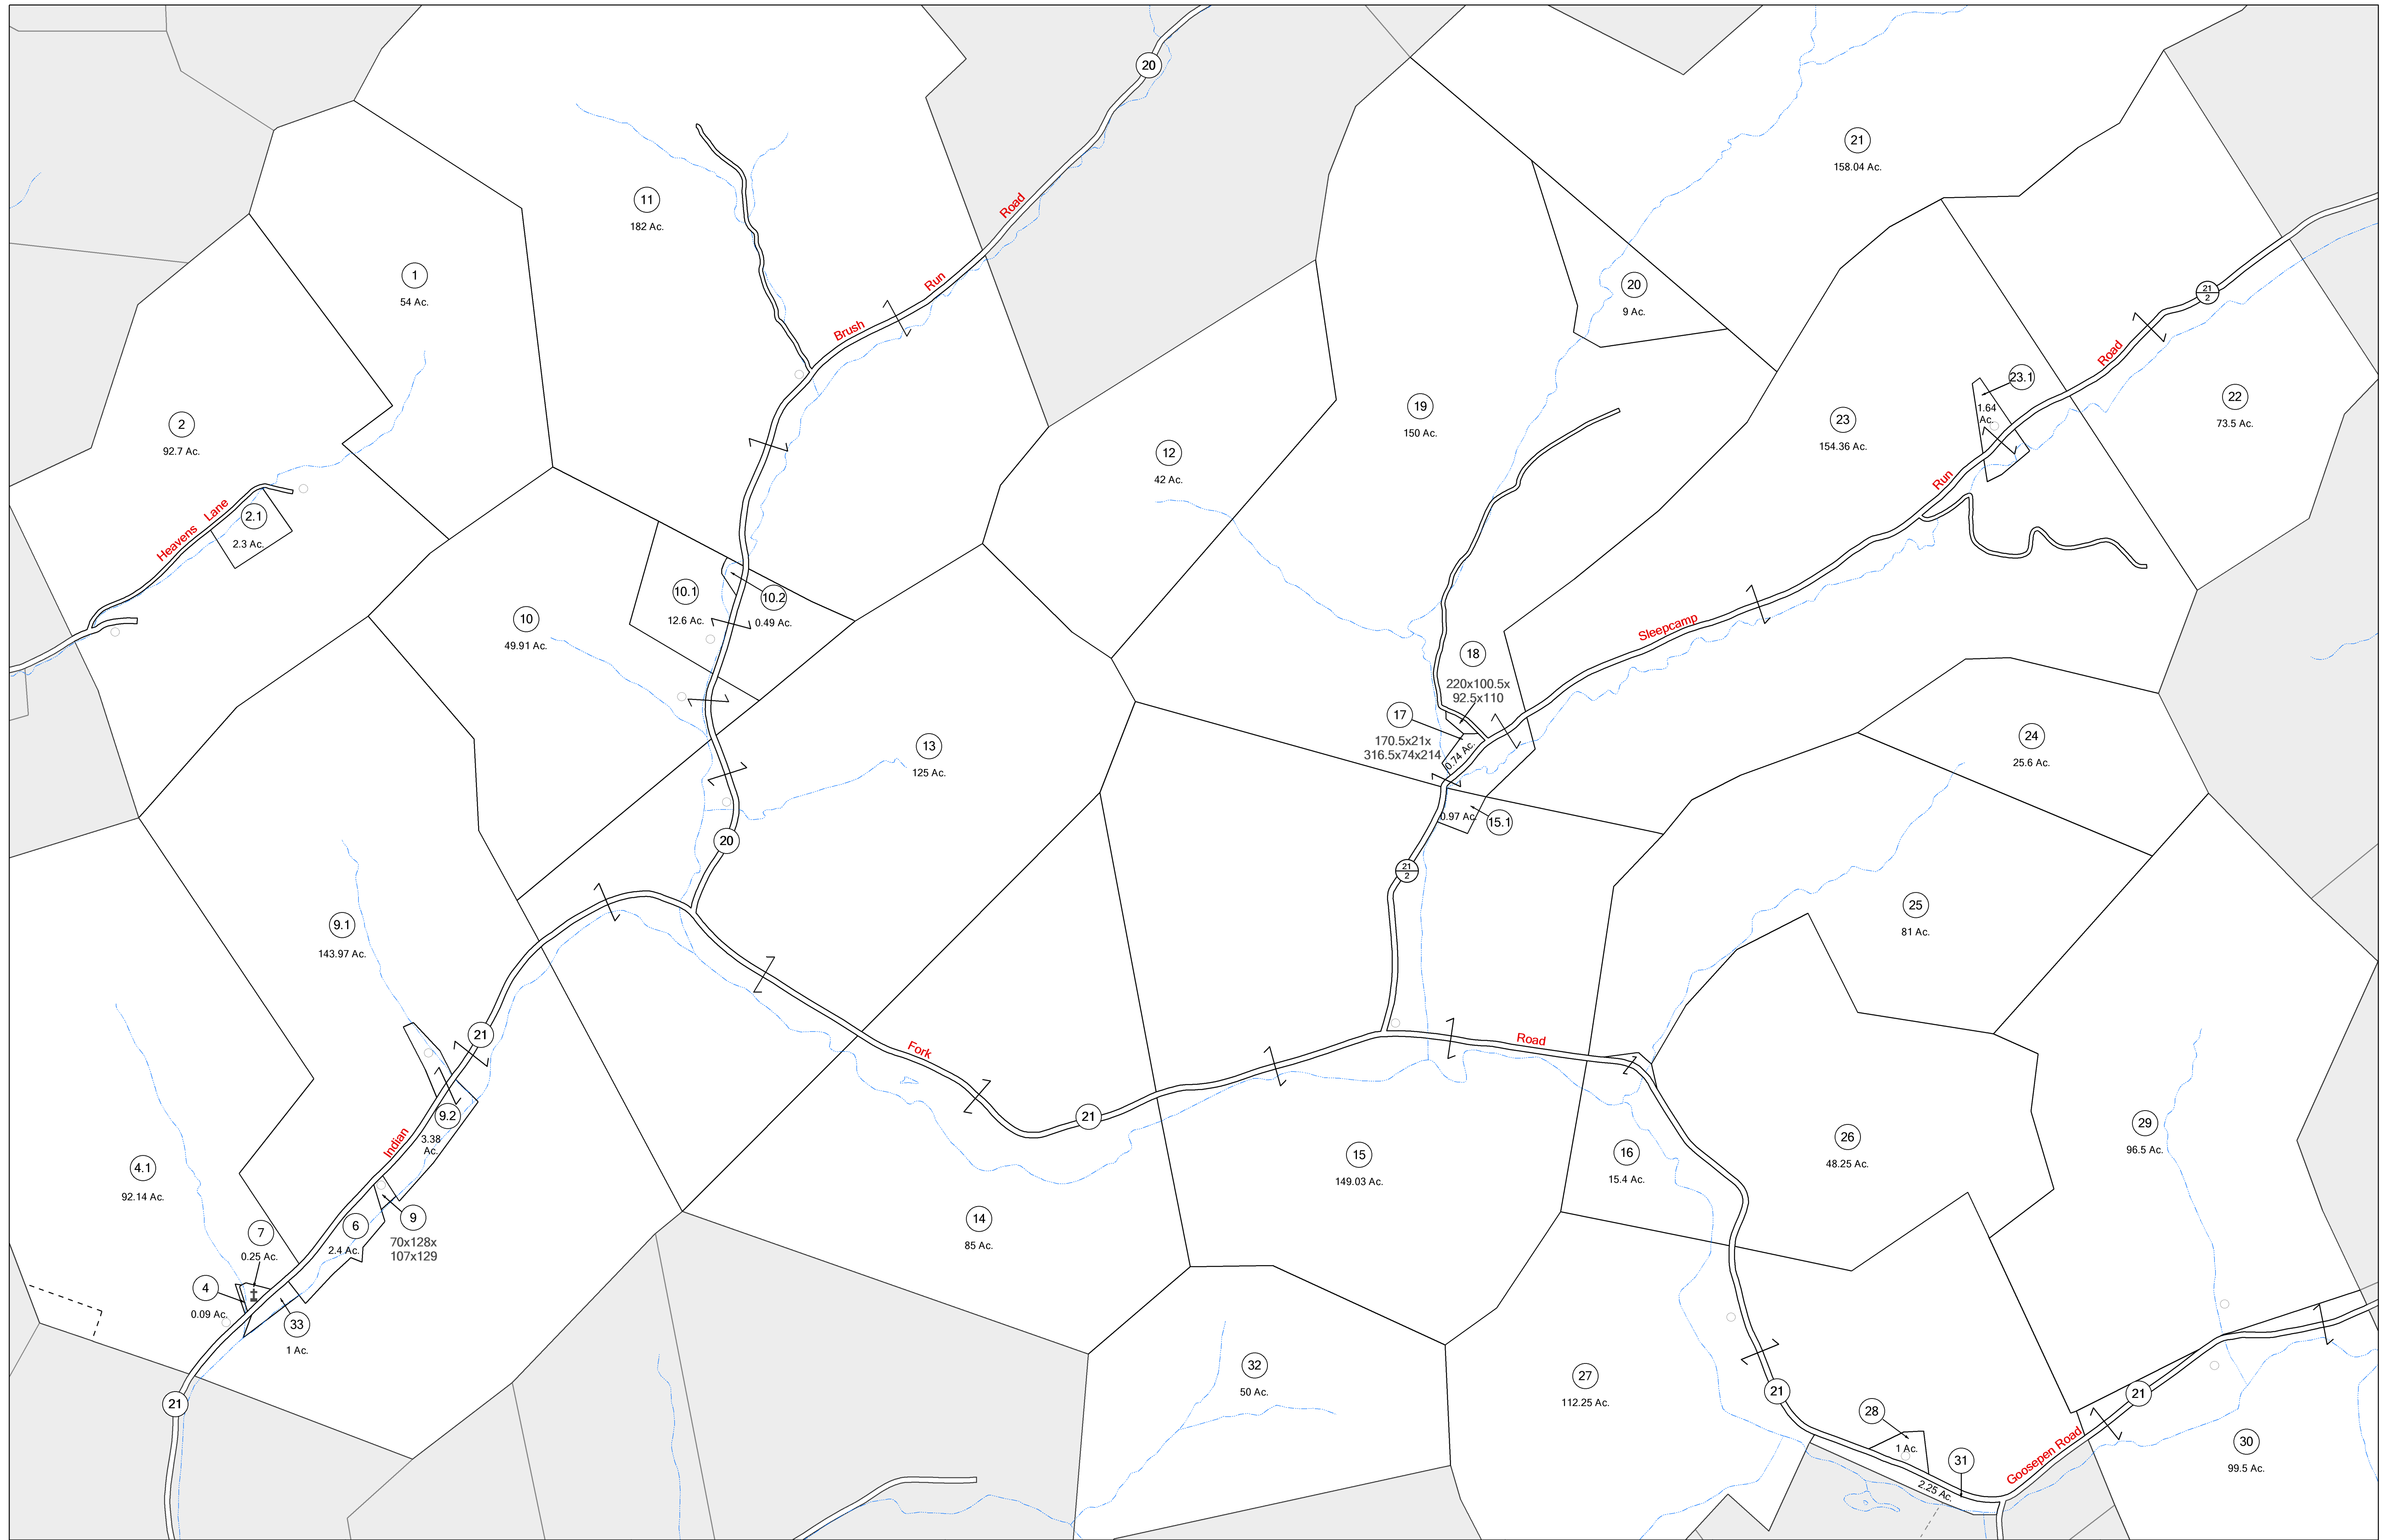 20
21
158.04 Ac.
11
182 Ac.
Road
1
54 Ac.
Run
20
9 Ac.
21
2
Brush
Road
23.1
1.64
Ac.
22
73.5 Ac.
19
150 Ac.
23
154.36 Ac.
2
92.7 Ac.
12
42 Ac.
Run
Heavens Lane
2.1
2.3 Ac.
10.1
12.6 Ac.
10.2
0.49 Ac.
10
49.91 Ac.
Sleepcamp
18
220x100.5x
92.5x110
17
170.5x21x
316.5x74x214
0.74 Ac.
13
125 Ac.
24
25.6 Ac.
0.97 Ac.
15.1
20
21
2
9.1
143.97 Ac.
25
81 Ac.
21
Fork
Road
9.2
3.38
Ac.
21
Indian
26
48.25 Ac.
29
96.5 Ac.
15
149.03 Ac.
16
15.4 Ac.
4.1
92.14 Ac.
14
85 Ac.
9
70x128x
107x129
6
2.4 Ac.
7
0.25 Ac.
4
0.09 Ac.
33
1 Ac.
32
50 Ac.
27
112.25 Ac.
21
21
21
28
1 Ac.
31
2.25 Ac.
Goosepen Road
30
99.5 Ac.